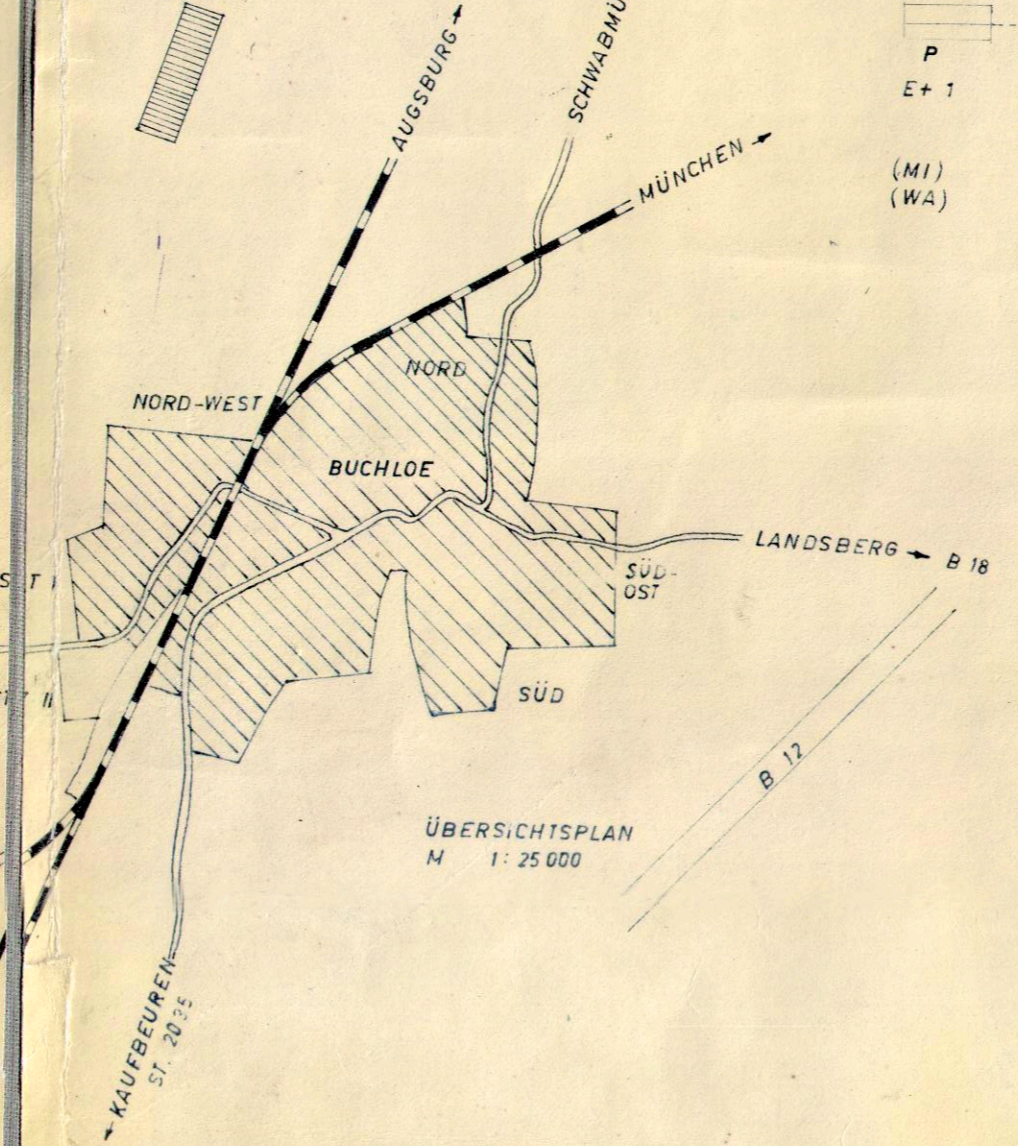 AUGSBURG
SCHWABMÜ
P
E+ 1
MÜNCHEN
(MI)
(WA)
NORD
NORD-WEST
BUCHLOE
LANDSBERG
B 18
SÜD-
OST
SÜD
B 12
ÜBERSICHTSPLAN
M 1: 25 000
KAUFBEUREN
ST. 2035